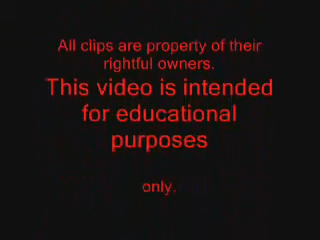 All clips are property of their
rightful owners.
This video is intended
for educational
purposes
only.